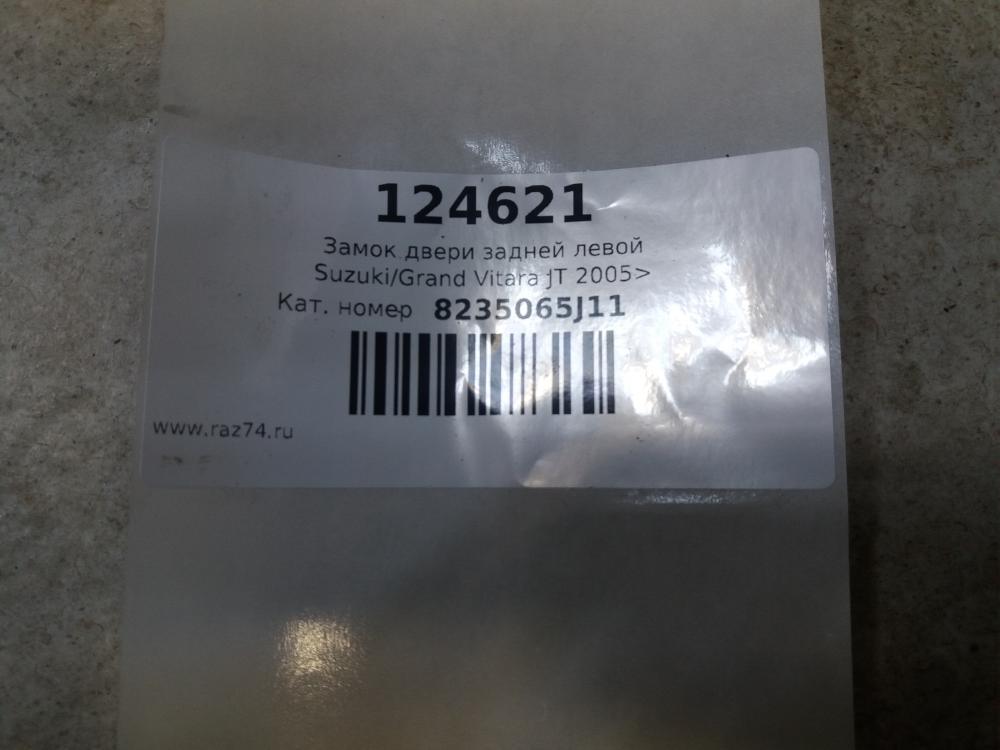 124621
Замок двери задней левой
Suzuki/Grand Vitara JT 2005>
Кат. номер 8235065J11
www.raz74.ru